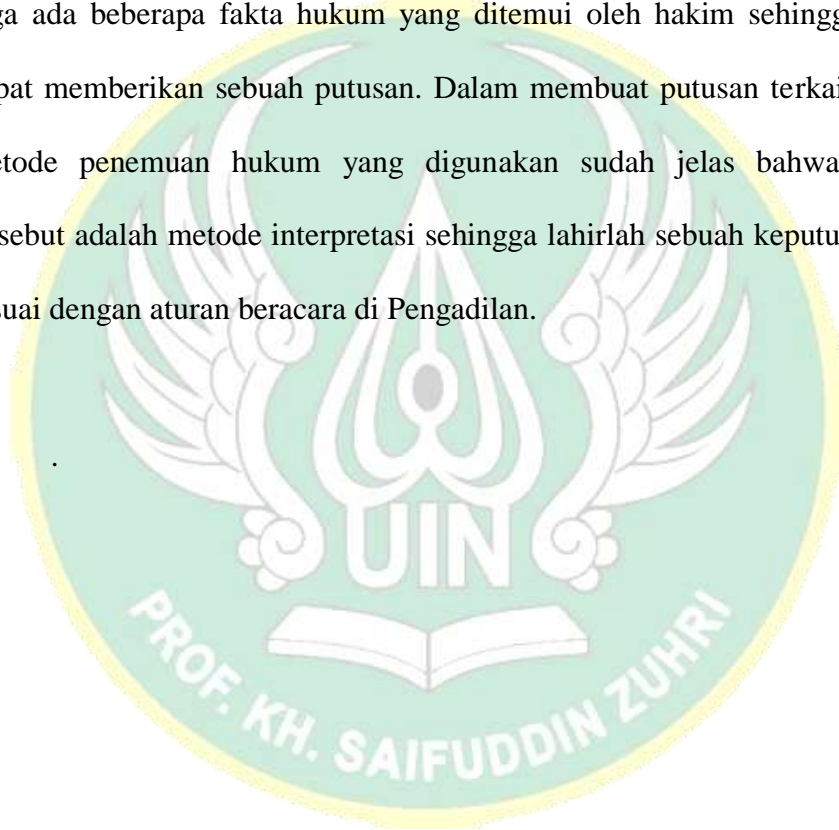 ga ada beberapa fakta hukum yang ditemui oleh hakim sehingg
pat memberikan sebuah putusan. Dalam membuat putusan terkai
etode penemuan hukum yang digunakan sudah jelas bahwa
sebut adalah metode interpretasi sehingga lahirlah sebuah keputu
suai dengan aturan beracara di Pengadilan.
.
UIN
PROF. KH. SAIFUDDIN ZUHRI